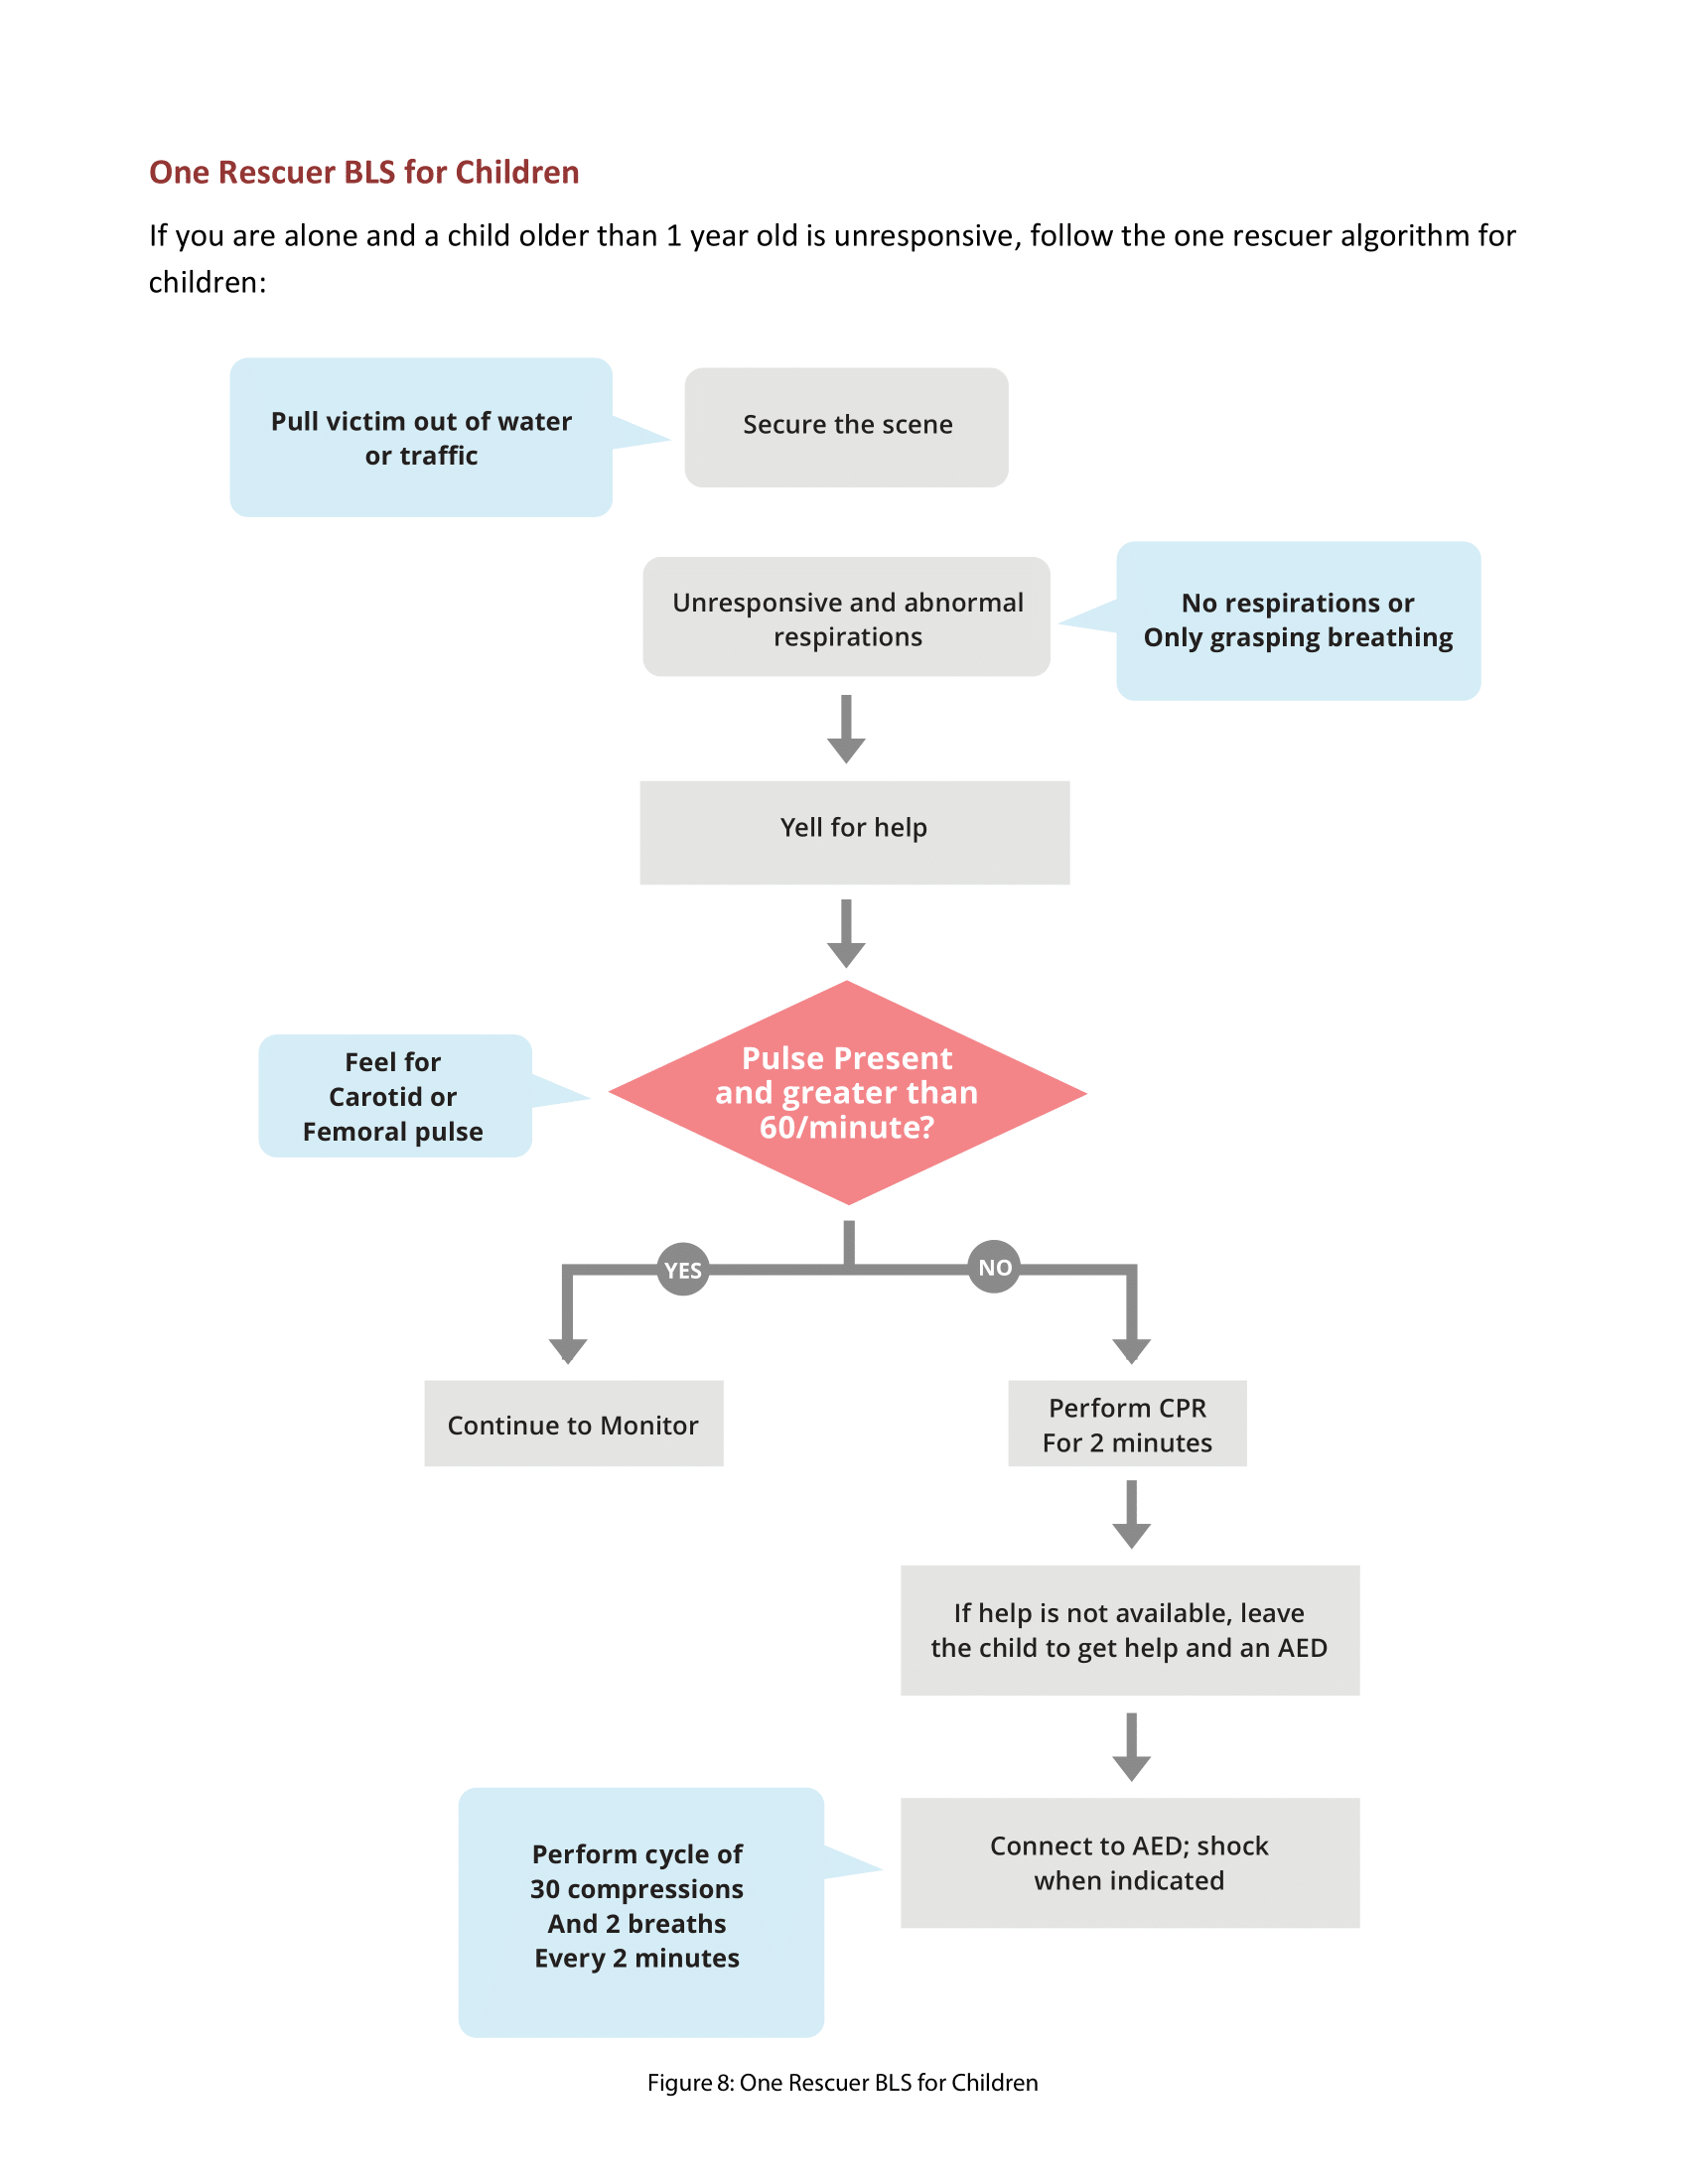 One Rescuer BLS for Children
If you are alone and a child older than 1 year old is unresponsive, follow the one rescuer algorithm for
children:
Pull victim out of water
or traffic
Secure the scene
Unresponsive and abnormal
respirations
No respirations or
Only grasping breathing
Yell for help
Feel for
Carotid or
Femoral pulse
Pulse Present
and greater than
60/minute?
YES
NO
Continue to Monitor
Perform CPR
For 2 minutes
If help is not available, leave
the child to get help and an AED
Perform cycle of
30 compressions
And 2 breaths
Every 2 minutes
Connect to AED; shock
when indicated
Figure 8: One Rescuer BLS for Children